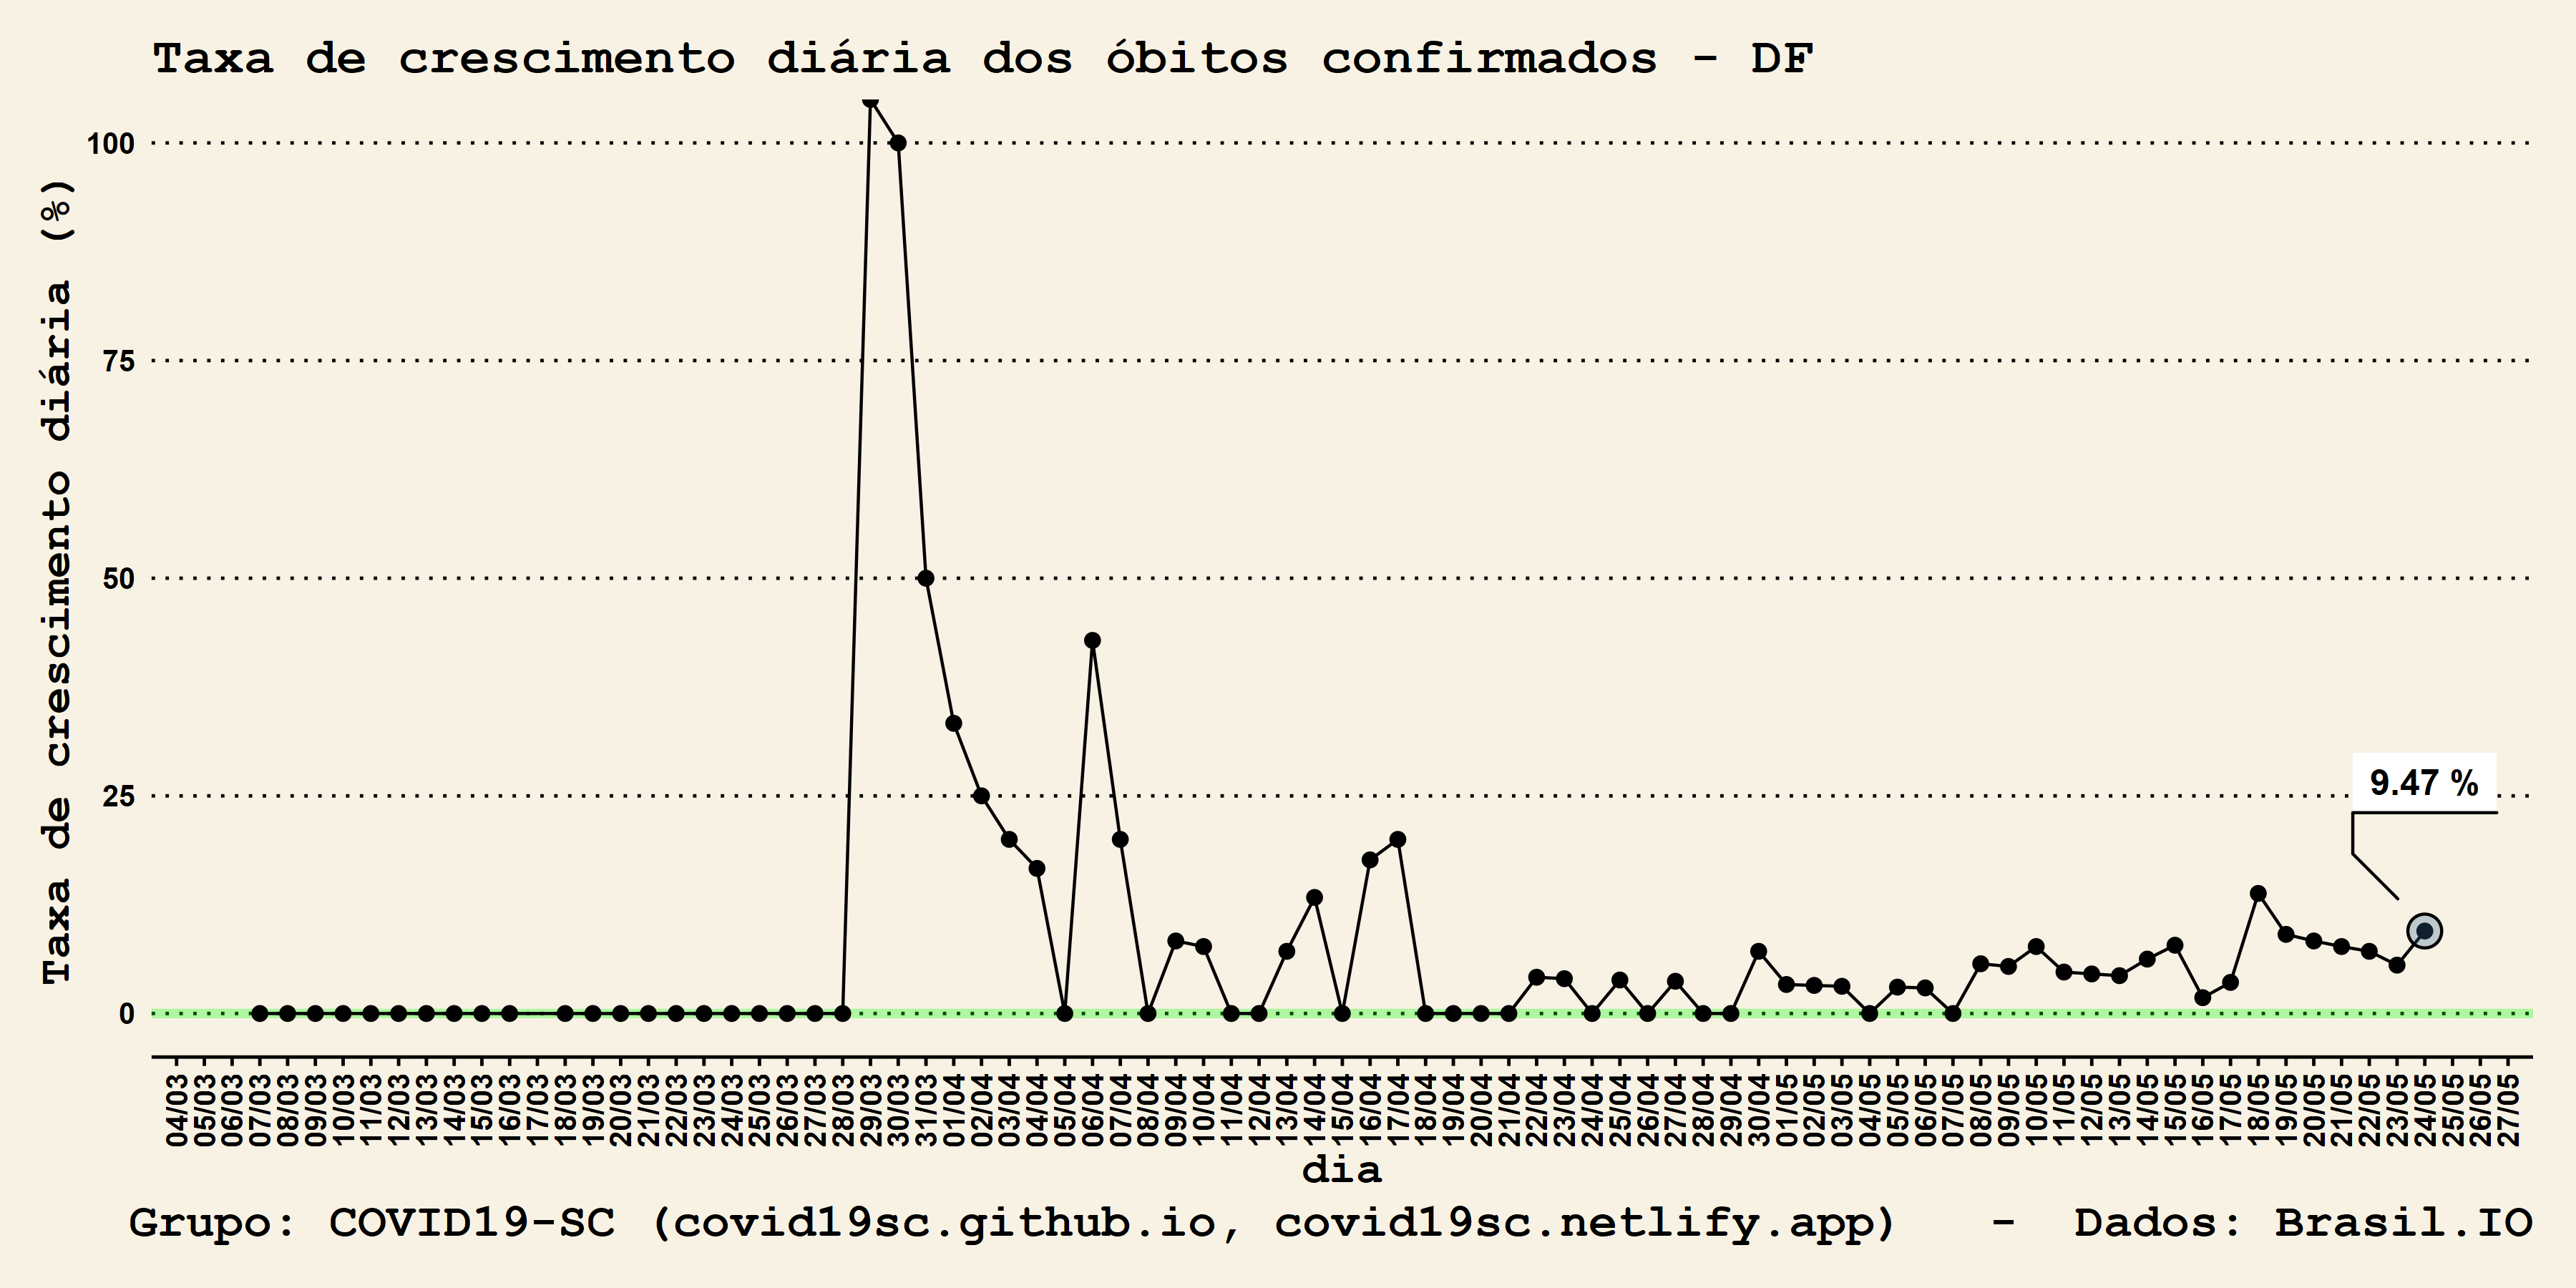 Taxa de crescimento diária dos óbitos confirmados - DF
Taxa de crescimento diária (%)
100
75
50
25
0
9.47 %
04/03 05/03 06/03 07/03 08/03 09/03 10/03 11/03 12/03 13/03 14/03 15/03 16/03 17/03 18/03 19/03 20/03 21/03 22/03 23/03 24/03 25/03 26/03 27/03 28/03 29/03 30/03 31/03 01/04 02/04 03/04 04/04 05/04 06/04 07/04 08/04 09/04 10/04 11/04 12/04 13/04 14/04 15/04 16/04 17/04 18/04 19/04 20/04 21/04 22/04 23/04 24/04 25/04 26/04 27/04 28/04 29/04 30/04 01/05 02/05 03/05 04/05 05/05 06/05 07/05 08/05 09/05 10/05 11/05 12/05 13/05 14/05 15/05 16/05 17/05 18/05 19/05 20/05 21/05 22/05 23/05 24/05 25/05 26/05 27/05
dia
Grupo: COVID19-SC (covid19sc.github.io, covid19sc.netlify.app) - Dados: Brasil.IO